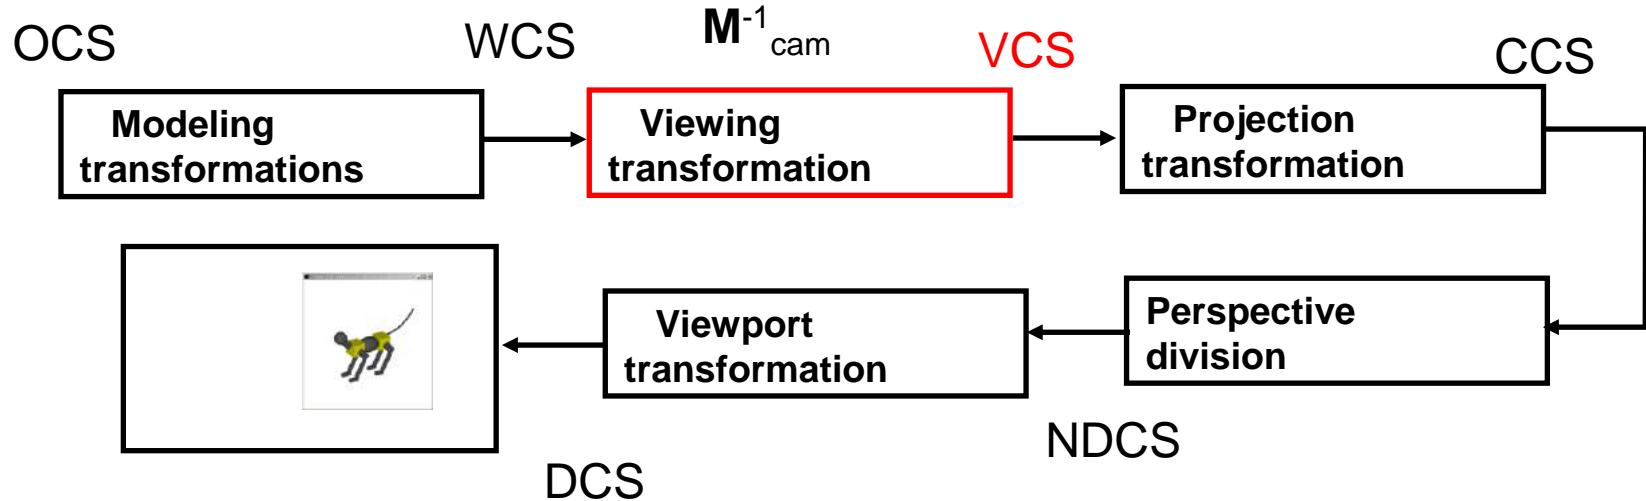 OCS WCS M-1cam VCS CCS
Modeling
transformations
Viewing
transformation
Projection
transformation
Viewport
transformation
Perspective
division
NDCS
DCS